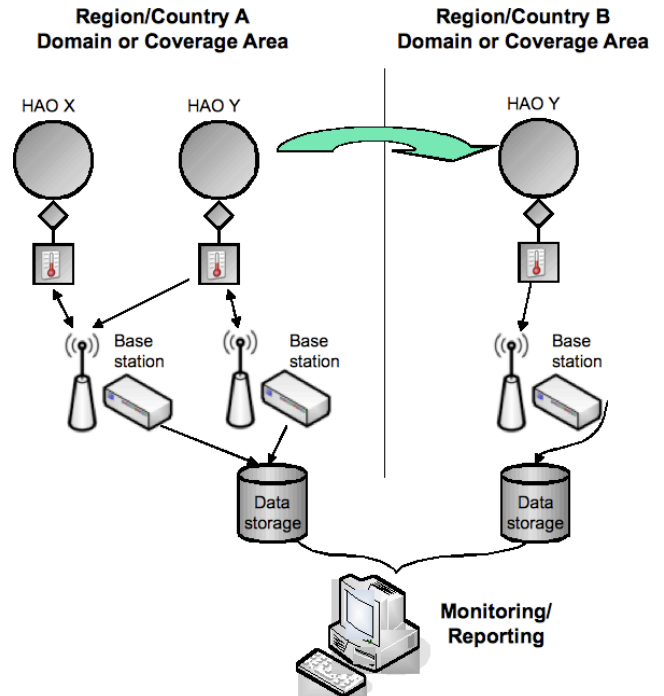 Region/Country A
Domain or Coverage Area
Region/Country B
Domain or Coverage Area
HAO X
HAO Y
HAO Y
Base
station
Base
station
Base
station
Data
storage
Data
storage
Monitoring/
Reporting